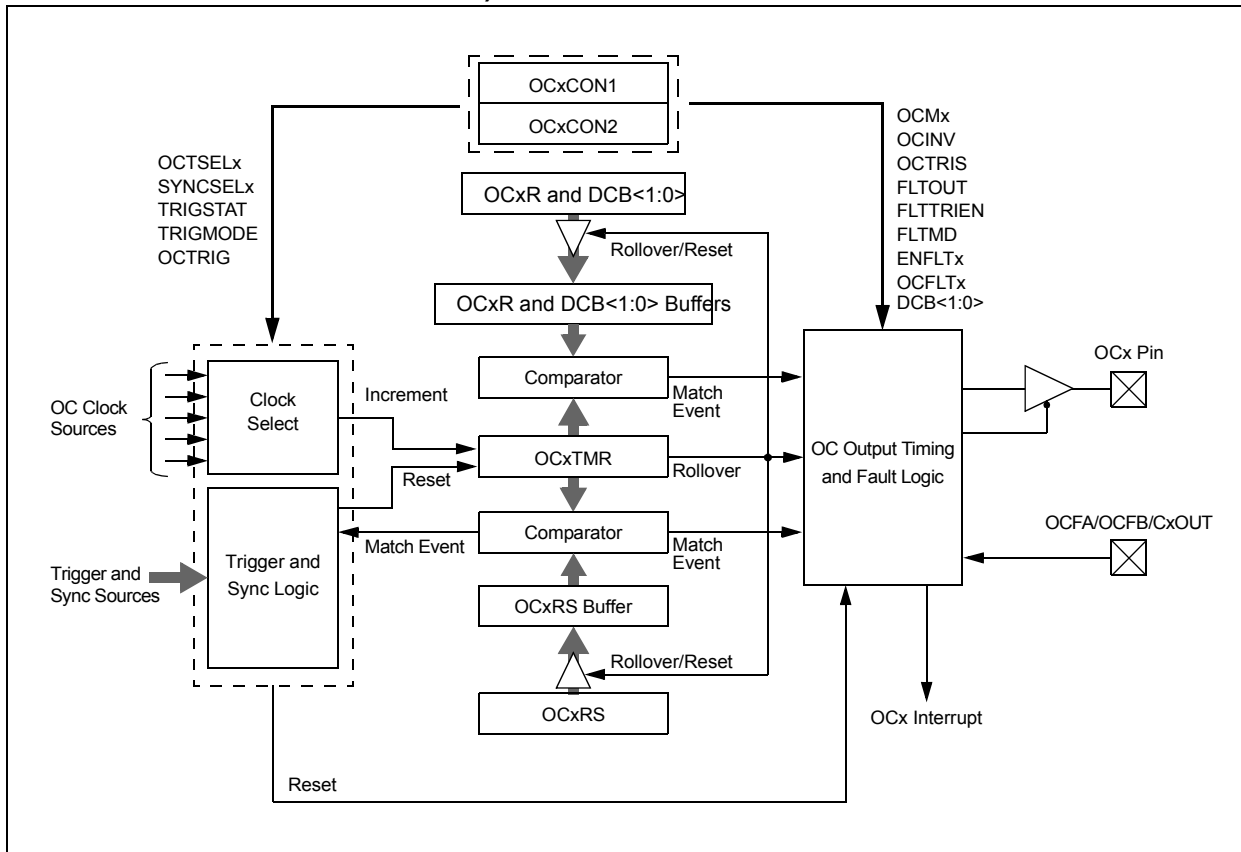 OCxCON1
OCxCON2
OCTSELx
SYNCSELx
TRIGSTAT
TRIGMODE
OCTRIG
OCMx
OCINV
OCTRIS
FLTOUT
FLTTRIEN
FLTMD
ENFLTx
OCFLTx
DCB<1:0>
OCxR and DCB<1:0>
Rollover/Reset
OCxR and DCB<1:0> Buffers
OC Clock
Sources
Clock
Select
Increment
Comparator
Match
Event
OCxTMR
Reset
Rollover
OC Output Timing
and Fault Logic
OCx Pin
OCFA/OCFB/CxOUT
Trigger and
Sync Sources
Trigger and
Sync Logic
Match Event
Comparator
Match
Event
OCxRS Buffer
Rollover/Reset
OCxRS
OCx Interrupt
Reset